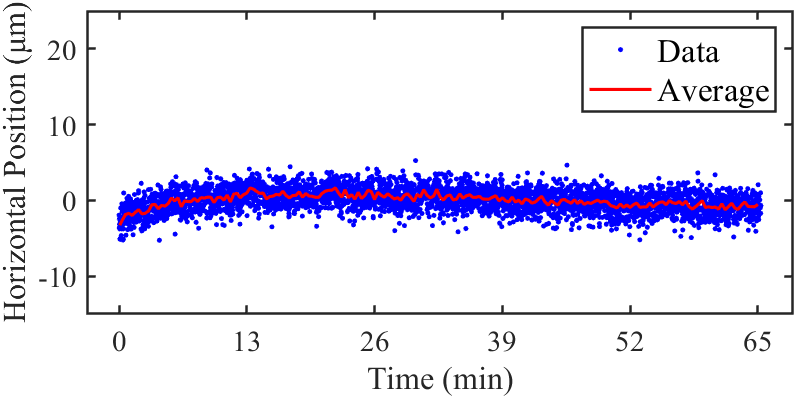 Horizontal Position (μm)
20
10
0
-10
Data
Average
0 13 26 39 52 65
Time (min)